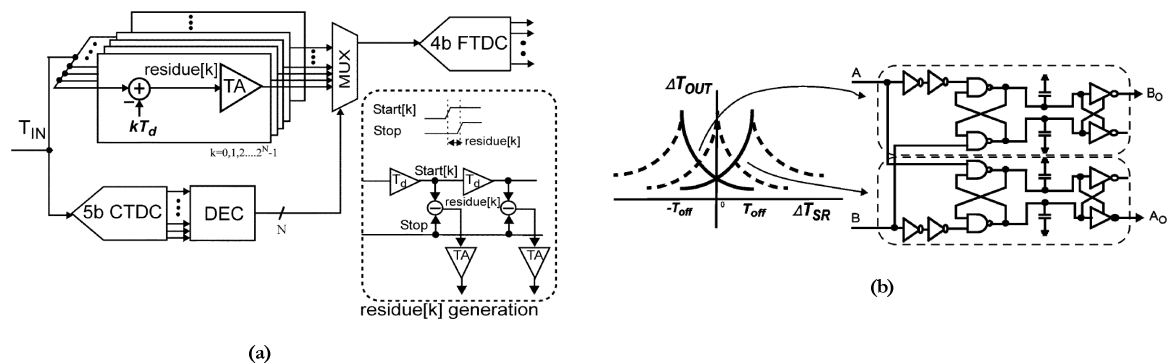 T_IN
residue[k]
TA
+
−
kT_d
k=0,1,2....2^N-1
MUX
4b FTDC
5b CTDC
DEC
N
Start[k]
Stop
residue[k]
T_d
Start[k]
T_d
residue[k]
Stop
TA
TA
residue[k] generation
(a)
ΔT_OUT
-T_off
0
T_off
ΔT_SR
A
B
B_O
A_O
(b)